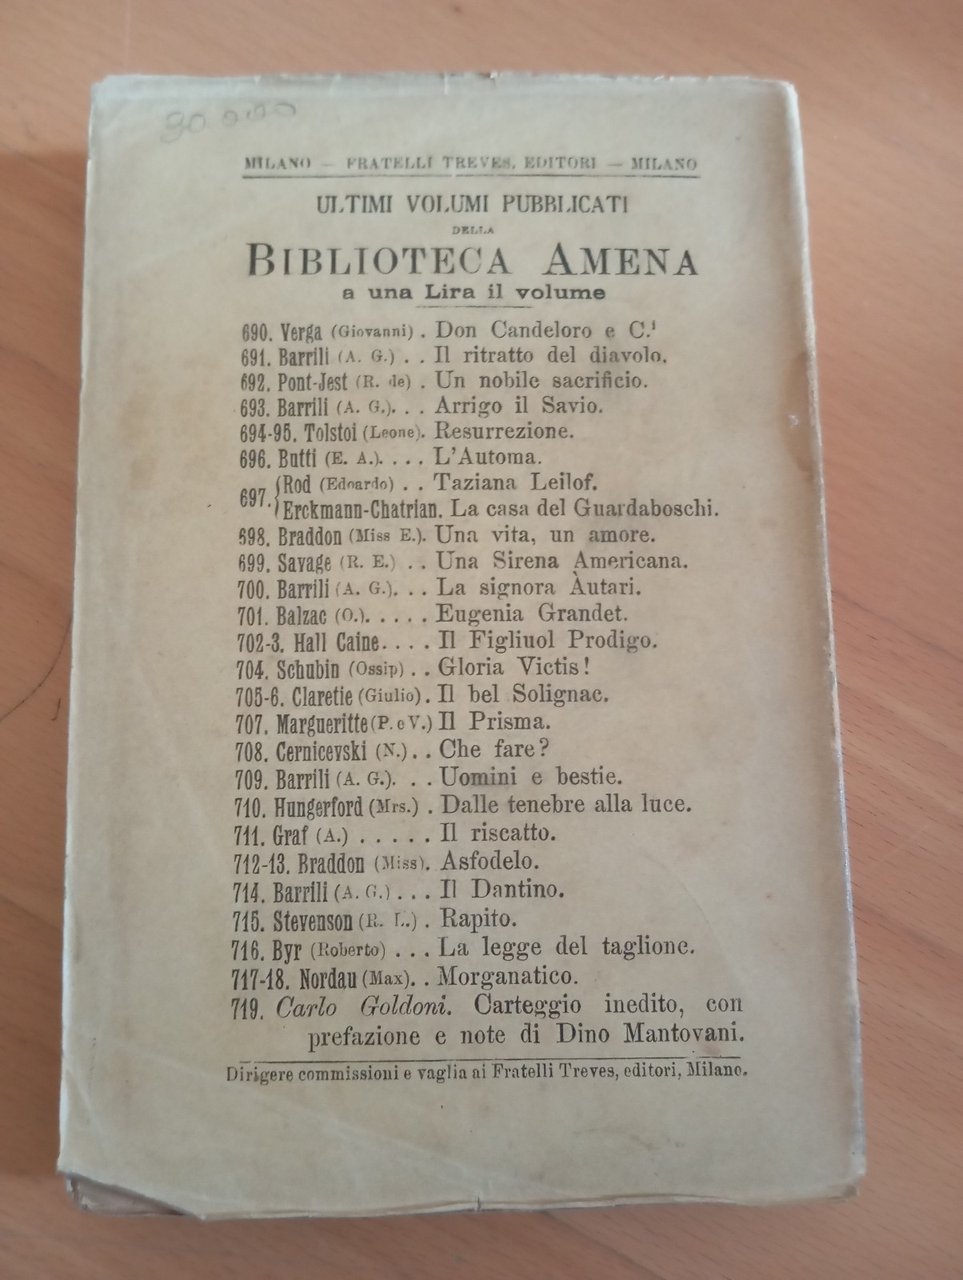 MILANO — FRATELLI TREVES, EDITORI — MILANO
ULTIMI VOLUMI PUBBLICATI
DELLA
BIBLIOTECA AMENA
a una Lira il volume
690. Verga (Giovanni) . Don Candeloro e C.i
691. Barrili (A. G.) . . Il ritratto del diavolo.
692. Pont-Jest (R. de) . Un nobile sacrificio.
693. Barrili (A. G.). . . Arrigo il Savio.
694-95. Tolstoi (Leone). Resurrezione.
696. Butti (E. A.). . . . L'Automa.
697. {Rod (Edoardo) . . Taziana Leilof.
Erckmann-Chatrian. La casa del Guardaboschi.
698. Braddon (Miss E.). Una vita, un amore.
699. Savage (R. E.) . . Una Sirena Americana.
700. Barrili (A. G.). . . La signora Àutari.
701. Balzac (O.). . . . . Eugenia Grandet.
702-3. Hall Caine. . . . Il Figliuol Prodigo.
704. Schubin (Ossip) . . Gloria Victis!
705-6. Claretie (Giulio) . Il bel Solignac.
707. Margueritte (P. e V.) Il Prisma.
708. Cernicevski (N.) . . Che fare?
709. Barrili (A. G.). . . Uomini e bestie.
710. Hungerford (Mrs.) . Dalle tenebre alla luce.
711. Graf (A.) . . . . . Il riscatto.
712-13. Braddon (Miss). Asfodelo.
714. Barrili (A. G.) . . . Il Dantino.
715. Stevenson (R. L.) . Rapito.
716. Byr (Roberto) . . . La legge del taglione.
717-18. Nordau (Max). . Morganatico.
719. Carlo Goldoni. Carteggio inedito, con
prefazione e note di Dino Mantovani.
Dirigere commissioni e vaglia ai Fratelli Treves, editori, Milano.